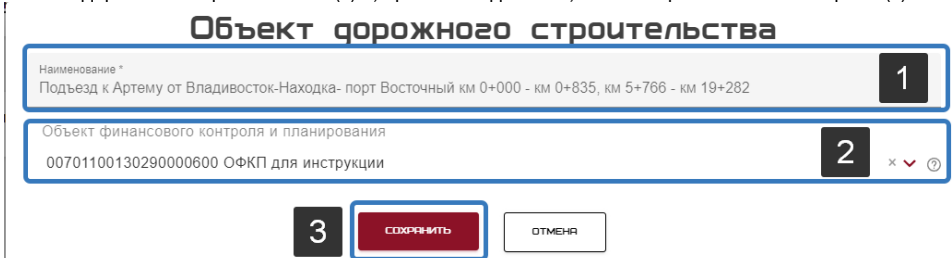 Объект дорожного строительства
Наименование *
Подъезд к Артему от Владивосток-Находка- порт Восточный км 0+000 - км 0+835, км 5+766 - км 19+282
1
Объект финансового контроля и планирования
00701100130290000600 ОФКП для инструкции
2
3
СОХРАНИТЬ
ОТМЕНА